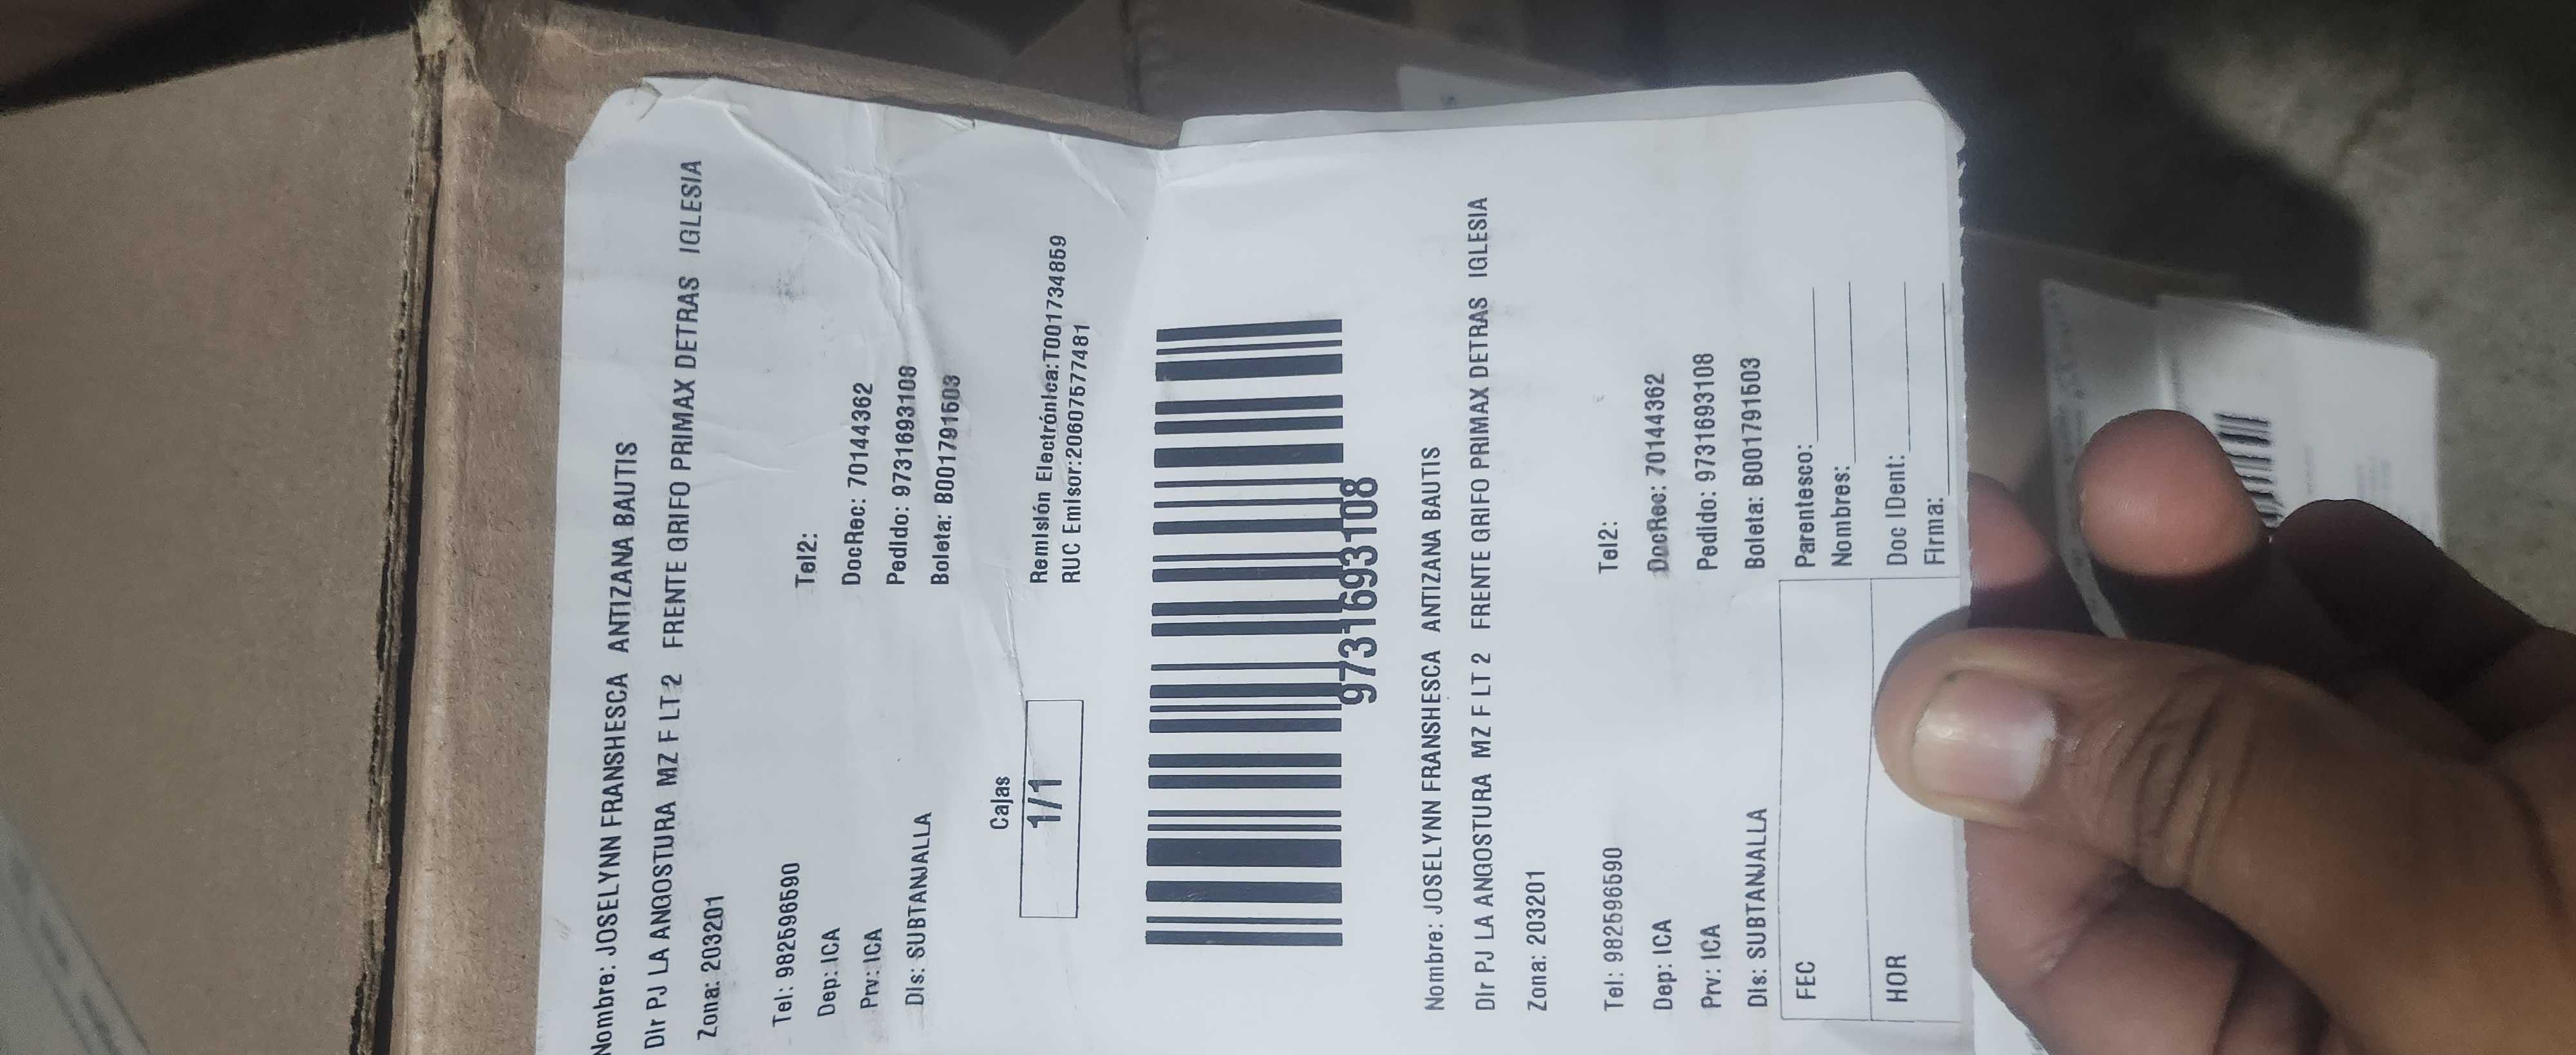 Nombre: JOSELYNN FRANSHESCA ANTIZANA BAUTIS
Dir PJ LA ANGOSTURA MZ F LT 2 FRENTE GRIFO PRIMAX DETRAS IGLESIA
Zona: 203201
Tel: 982596590 Tel2:
Dep: ICA DocRec: 70144362
Prv: ICA Pedido: 9731693108
Dis: SUBTANJALLA Boleta: B001791503
Cajas
1/1
Remisión Electrónica:T001734859
RUC Emisor:20607577481
9731693108
Nombre: JOSELYNN FRANSHESCA ANTIZANA BAUTIS
Dir PJ LA ANGOSTURA MZ F LT 2 FRENTE GRIFO PRIMAX DETRAS IGLESIA
Zona: 203201
Tel: 982596590 Tel2:
Dep: ICA DocRec: 70144362
Prv: ICA Pedido: 9731693108
Dis: SUBTANJALLA Boleta: B001791503
FEC Parentesco:
Nombres:
HOR Doc IDent:
Firma: